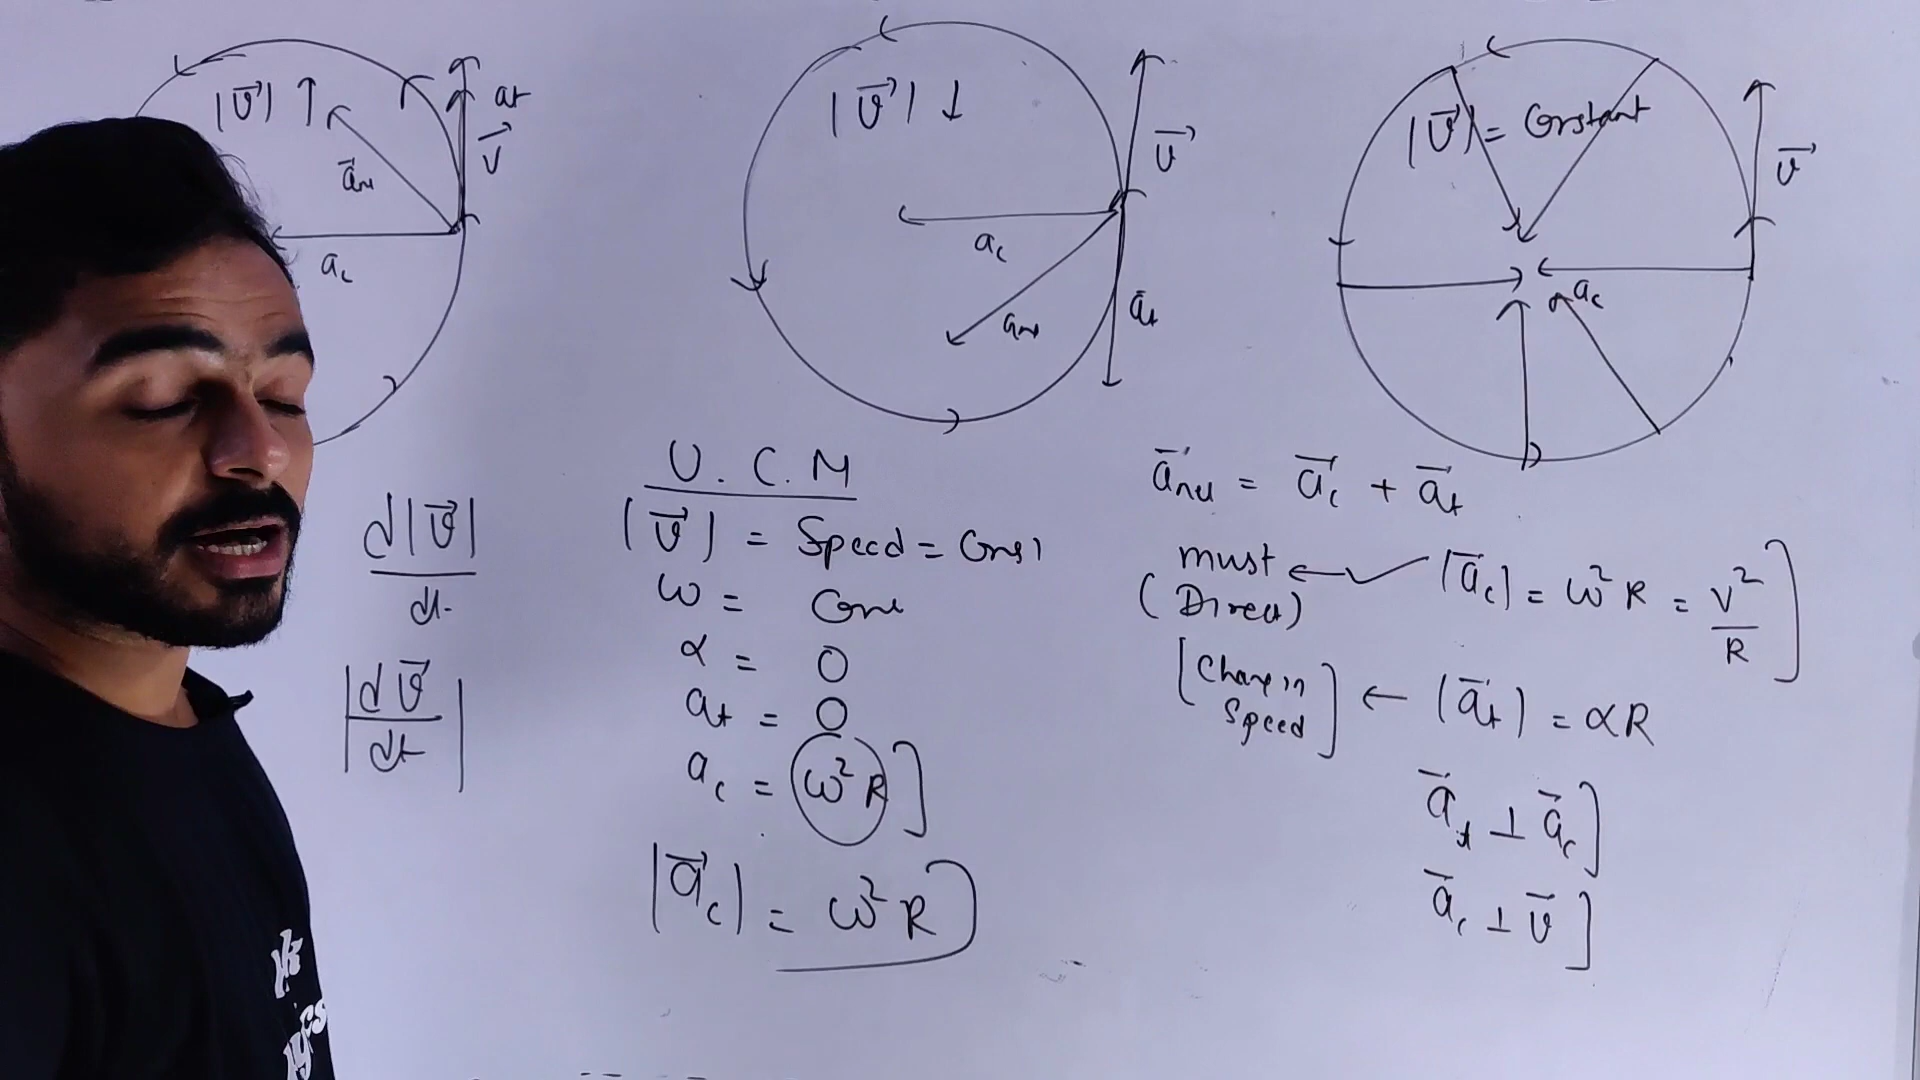 |v⃗| ↑
at
v⃗
a⃗net
ac
|v⃗| ↓
v⃗
ac
anet
a⃗t
|v⃗| = Constant
v⃗
ac
d|v⃗|
dt
|dv⃗|
|dt|
U.C.M
|v⃗| = Speed = Const
ω = Cons
α = 0
at = 0
ac = ω²R]
|a⃗c| = ω²R
a⃗net = a⃗c + a⃗t
must ← ✓ |a⃗c| = ω²R = V²/R]
(Direct)
[Change in Speed] ← |a⃗t| = αR
a⃗t ⊥ a⃗c]
a⃗c ⊥ v⃗]